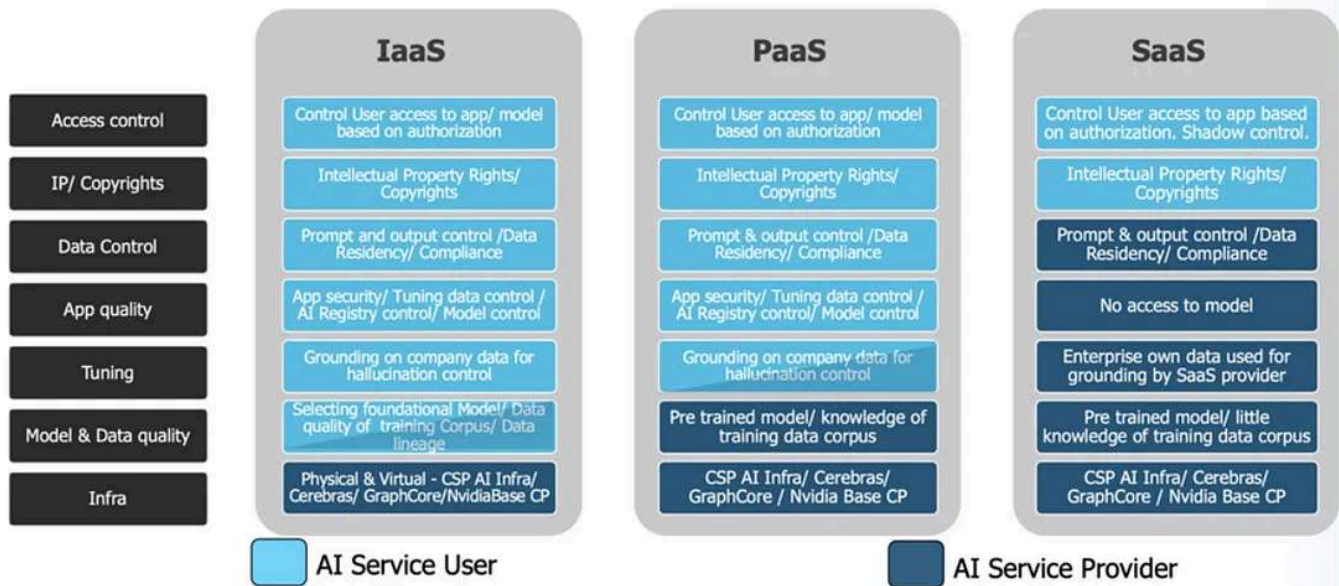 IaaS
PaaS
SaaS
Access control
Control User access to app/ model
based on authorization
Control User access to app/ model
based on authorization
Control User access to app based
on authorization. Shadow control.
IP/ Copyrights
Intellectual Property Rights/
Copyrights
Intellectual Property Rights/
Copyrights
Intellectual Property Rights/
Copyrights
Data Control
Prompt and output control /Data
Residency/ Compliance
Prompt & output control /Data
Residency/ Compliance
Prompt & output control /Data
Residency/ Compliance
App quality
App security/ Tuning data control /
AI Registry control/ Model control
App security/ Tuning data control /
AI Registry control/ Model control
No access to model
Tuning
Grounding on company data for
hallucination control
Grounding on company data for
hallucination control
Enterprise own data used for
grounding by SaaS provider
Model & Data quality
Selecting foundational Model/ Data
quality of training Corpus/ Data
lineage
Pre trained model/ knowledge of
training data corpus
Pre trained model/ little
knowledge of training data corpus
Infra
Physical & Virtual - CSP AI Infra/
Cerebras/ GraphCore/NvidiaBase CP
CSP AI Infra/ Cerebras/
GraphCore / Nvidia Base CP
CSP AI Infra/ Cerebras/
GraphCore / Nvidia Base CP
AI Service User
AI Service Provider